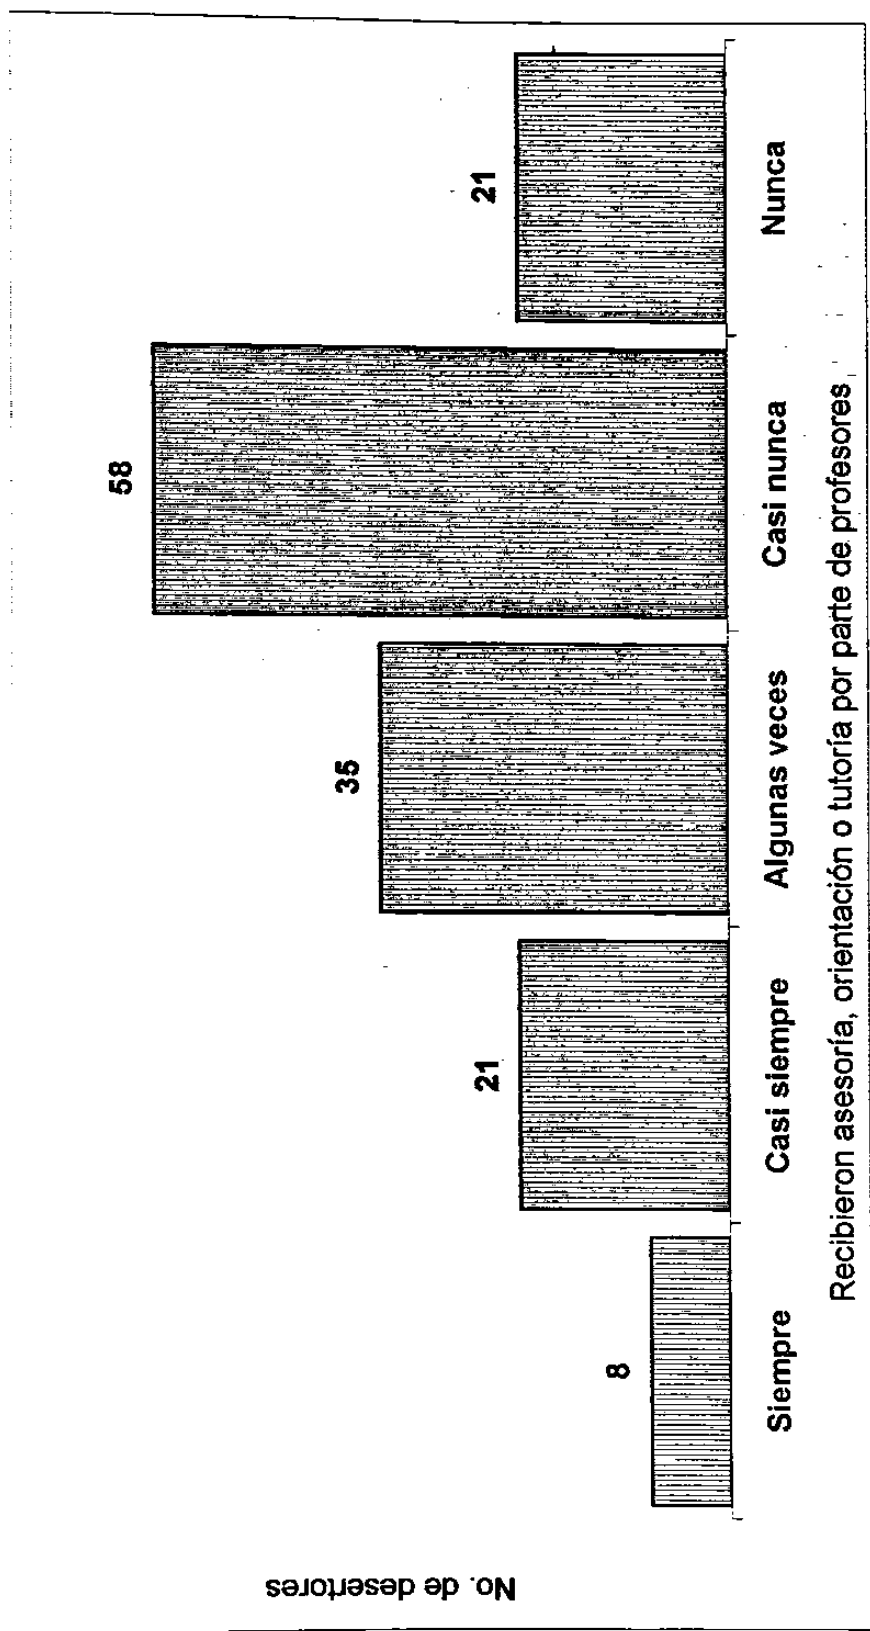 No. de desertores
8
21
35
58
21
Siempre
Casi siempre
Algunas veces
Casi nunca
Nunca
Recibieron asesoría, orientación o tutoría por parte de profesores